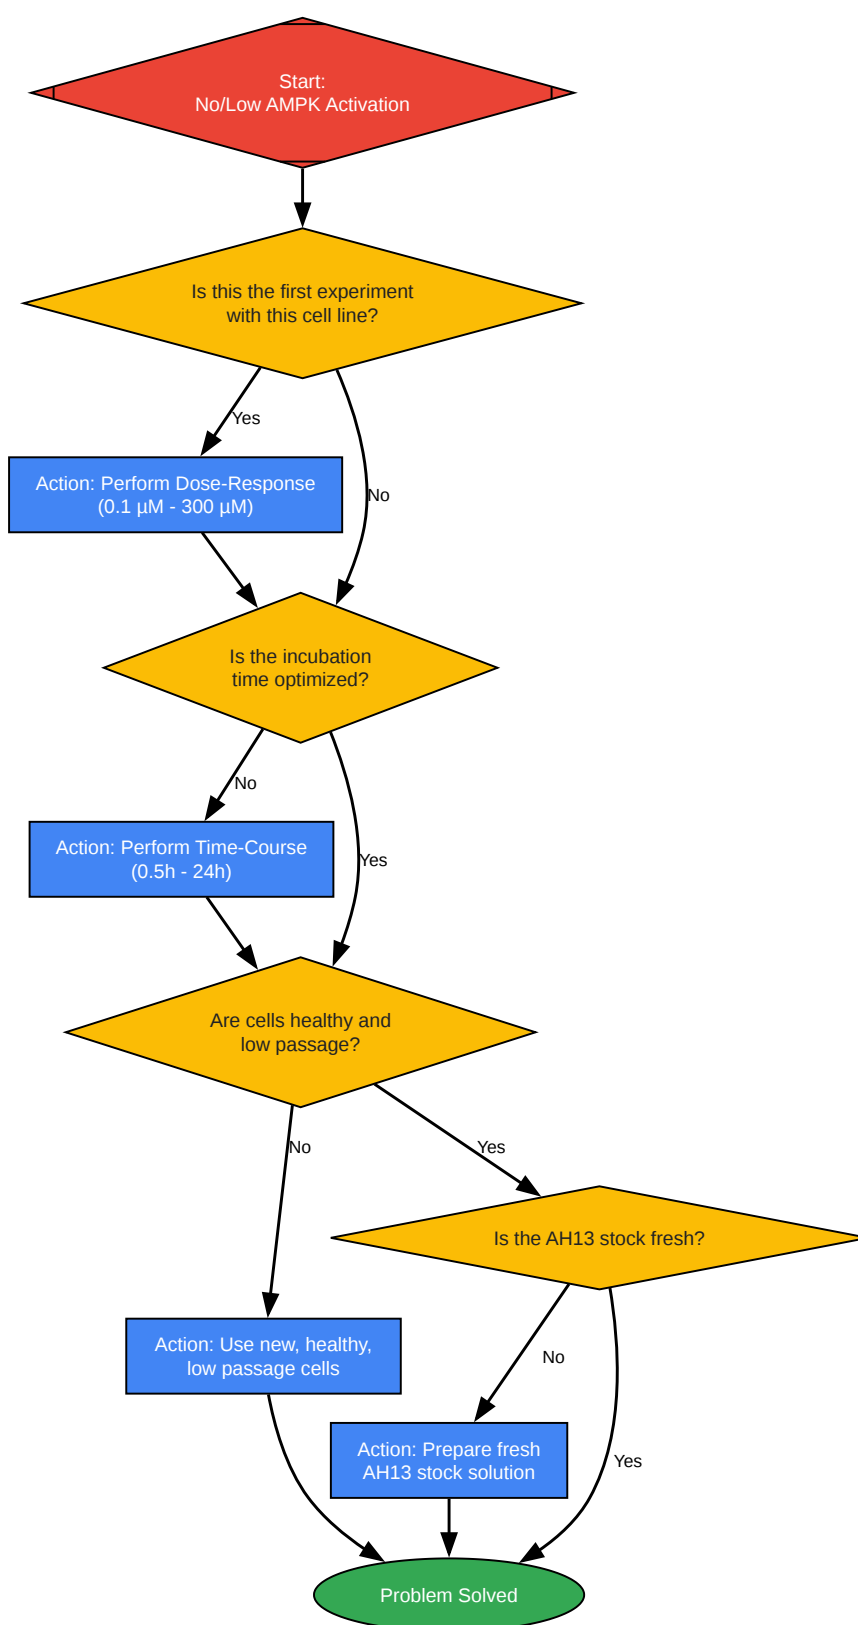 Start:
No/Low AMPK Activation
Is this the first experiment
with this cell line?
Yes
No
Action: Perform Dose-Response
(0.1 µM - 300 µM)
Is the incubation
time optimized?
No
Yes
Action: Perform Time-Course
(0.5h - 24h)
Are cells healthy and
low passage?
No
Yes
Is the AH13 stock fresh?
Action: Use new, healthy,
low passage cells
No
Action: Prepare fresh
AH13 stock solution
Yes
Problem Solved